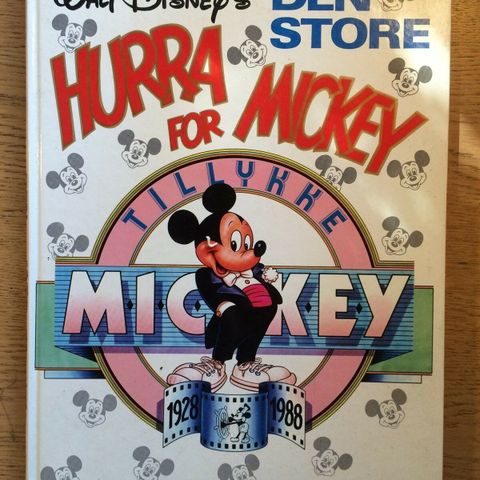 WALT DISNEY'S
DEN
STORE
HURRA
FOR MICKEY
TILLYKKE
MICKEY
1928 1988